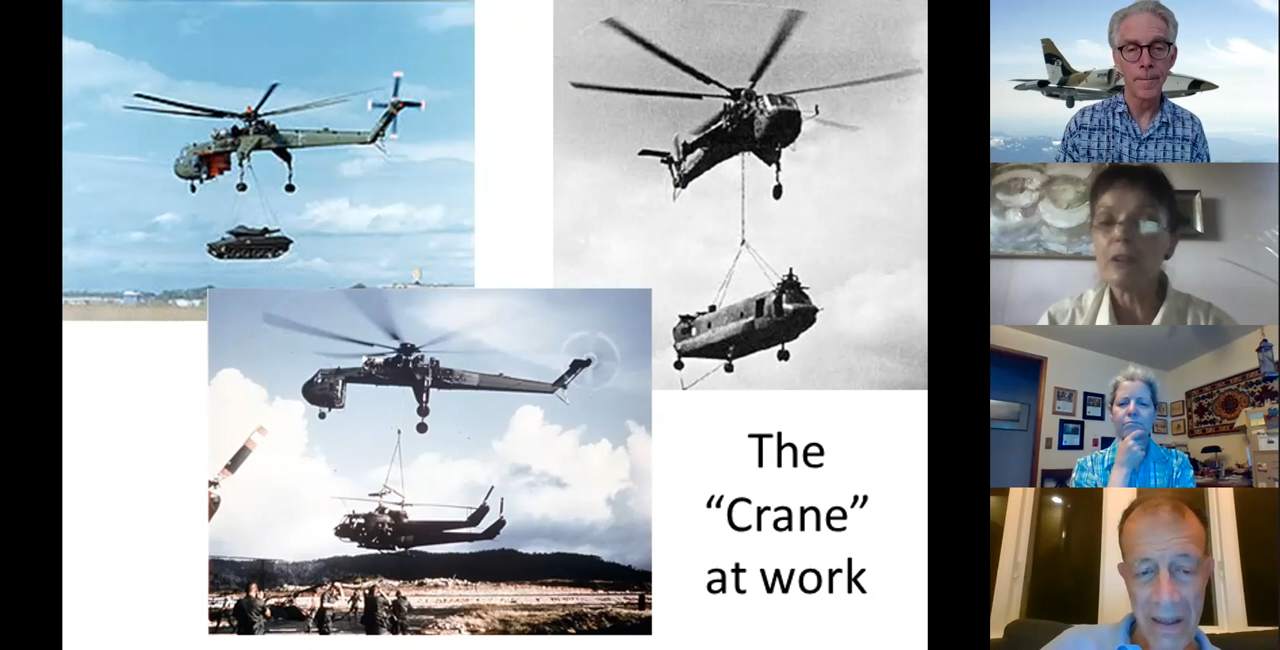 The
“Crane”
at work